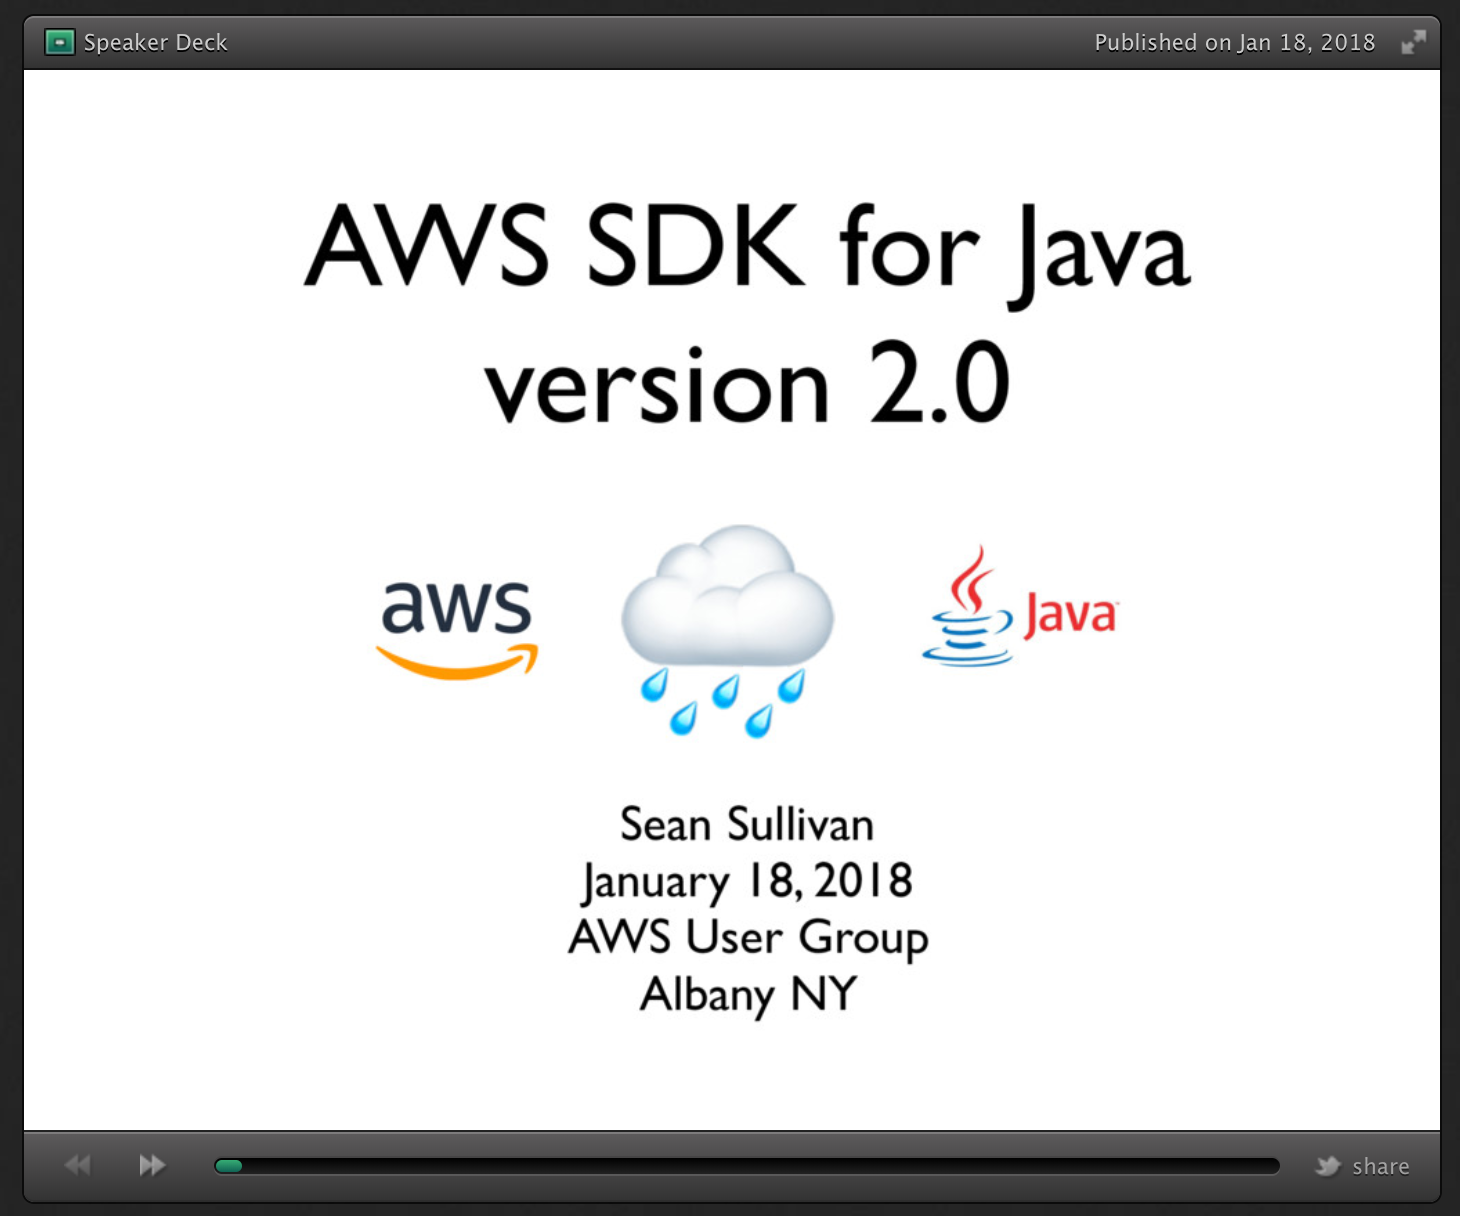 Speaker Deck
Published on Jan 18, 2018
AWS SDK for Java
version 2.0
aws
Java™
Sean Sullivan
January 18, 2018
AWS User Group
Albany NY
share